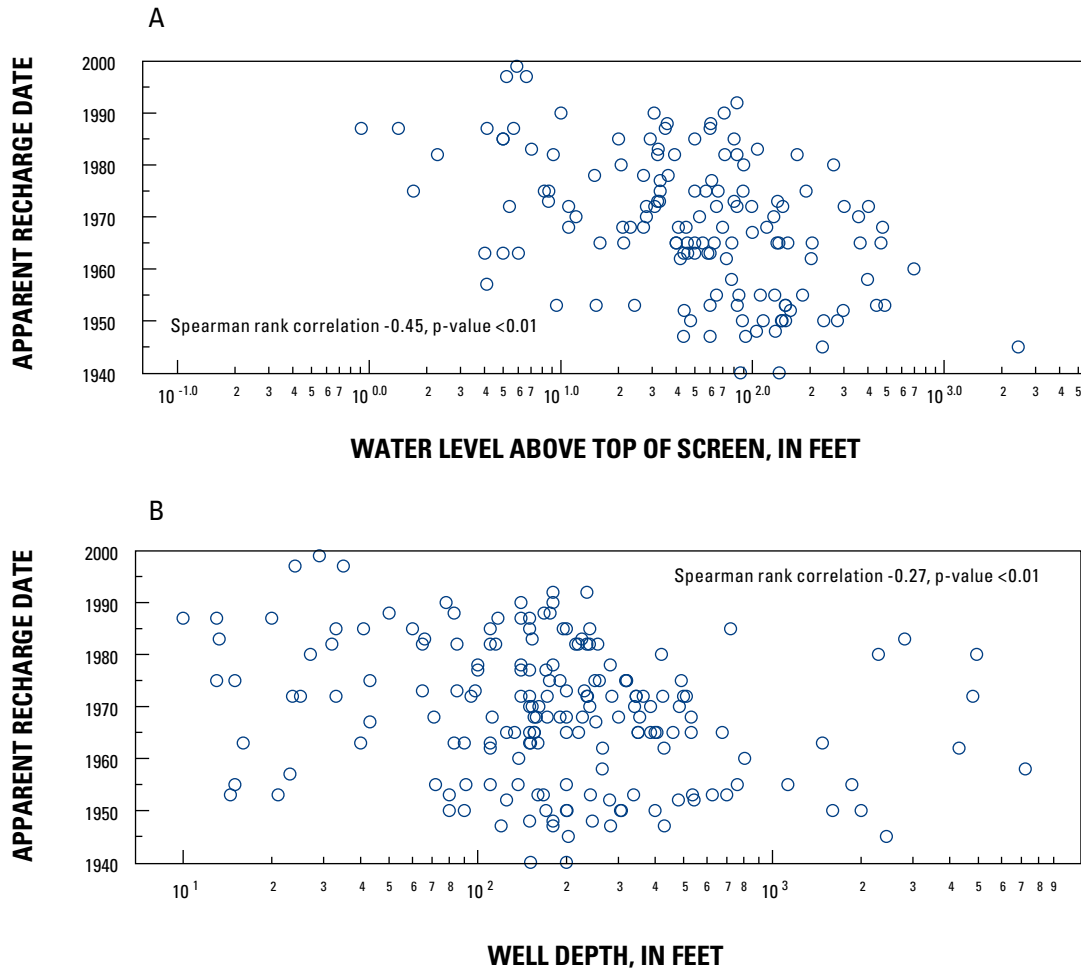 A
APPARENT RECHARGE DATE
2000
1990
1980
1970
1960
1950
1940
Spearman rank correlation -0.45, p-value <0.01
10^-1.0 2 3 4 5 6 7 10^0.0 2 3 4 5 6 7 10^1.0 2 3 4 5 6 7 10^2.0 2 3 4 5 6 7 10^3.0 2 3 4 5
WATER LEVEL ABOVE TOP OF SCREEN, IN FEET
B
APPARENT RECHARGE DATE
2000
1990
1980
1970
1960
1950
1940
Spearman rank correlation -0.27, p-value <0.01
10^1 2 3 4 5 6 7 8 10^2 2 3 4 5 6 7 8 10^3 2 3 4 5 6 7 8 9
WELL DEPTH, IN FEET